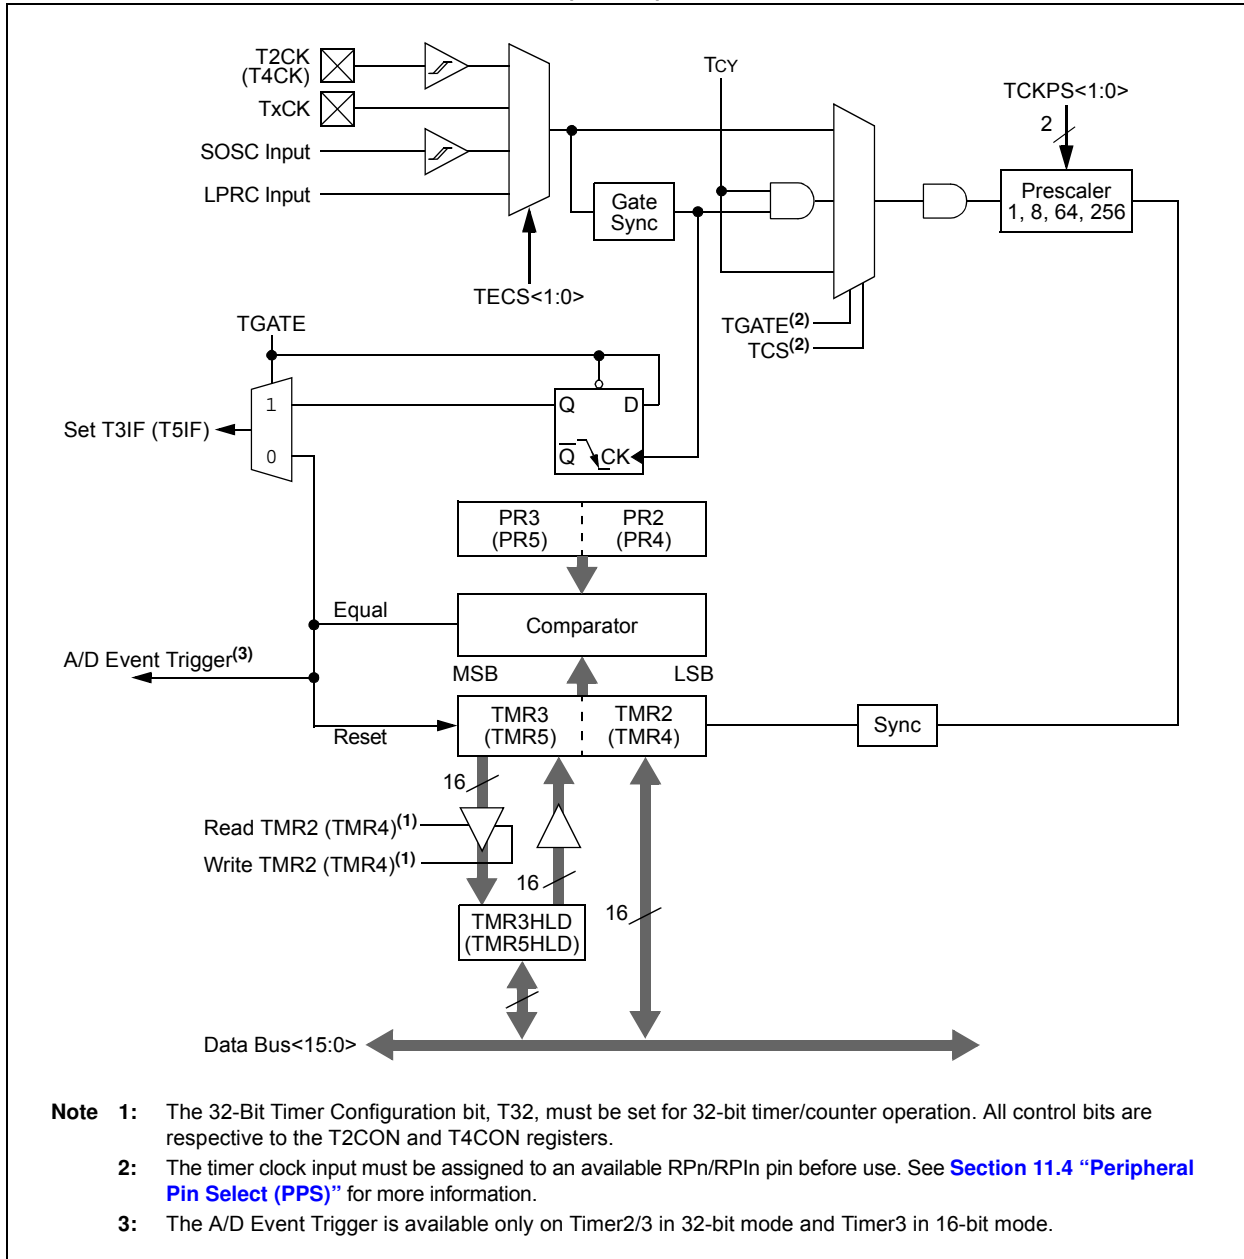 T2CK
(T4CK)
TxCK
SOSC Input
LPRC Input
TECS<1:0>
TCY
Gate
Sync
TGATE(2)
TCS(2)
TCKPS<1:0>
2
Prescaler
1, 8, 64, 256
TGATE
1
0
Set T3IF (T5IF)
Q D
Q CK
PR3 PR2
(PR5) (PR4)
Equal
Comparator
A/D Event Trigger(3)
MSB LSB
TMR3 TMR2
(TMR5) (TMR4)
Reset
Sync
16
Read TMR2 (TMR4)(1)
Write TMR2 (TMR4)(1)
16
16
TMR3HLD
(TMR5HLD)
Data Bus<15:0>
Note 1: The 32-Bit Timer Configuration bit, T32, must be set for 32-bit timer/counter operation. All control bits are
respective to the T2CON and T4CON registers.
2: The timer clock input must be assigned to an available RPn/RPIn pin before use. See Section 11.4 “Peripheral
Pin Select (PPS)” for more information.
3: The A/D Event Trigger is available only on Timer2/3 in 32-bit mode and Timer3 in 16-bit mode.